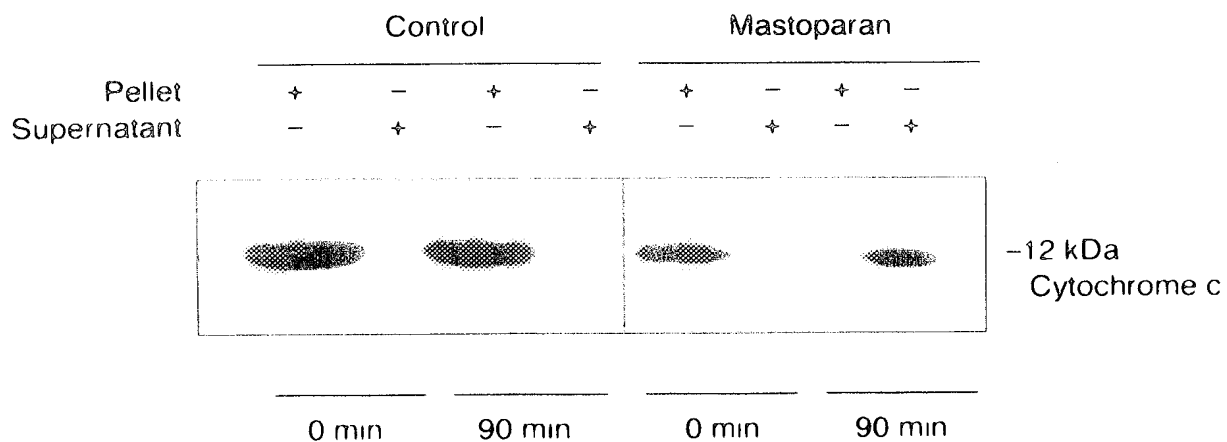 Control Mastoparan
Pellet + − + − + − + −
Supernatant − + − + − + − +
−12 kDa
Cytochrome c
0 min 90 min 0 min 90 min